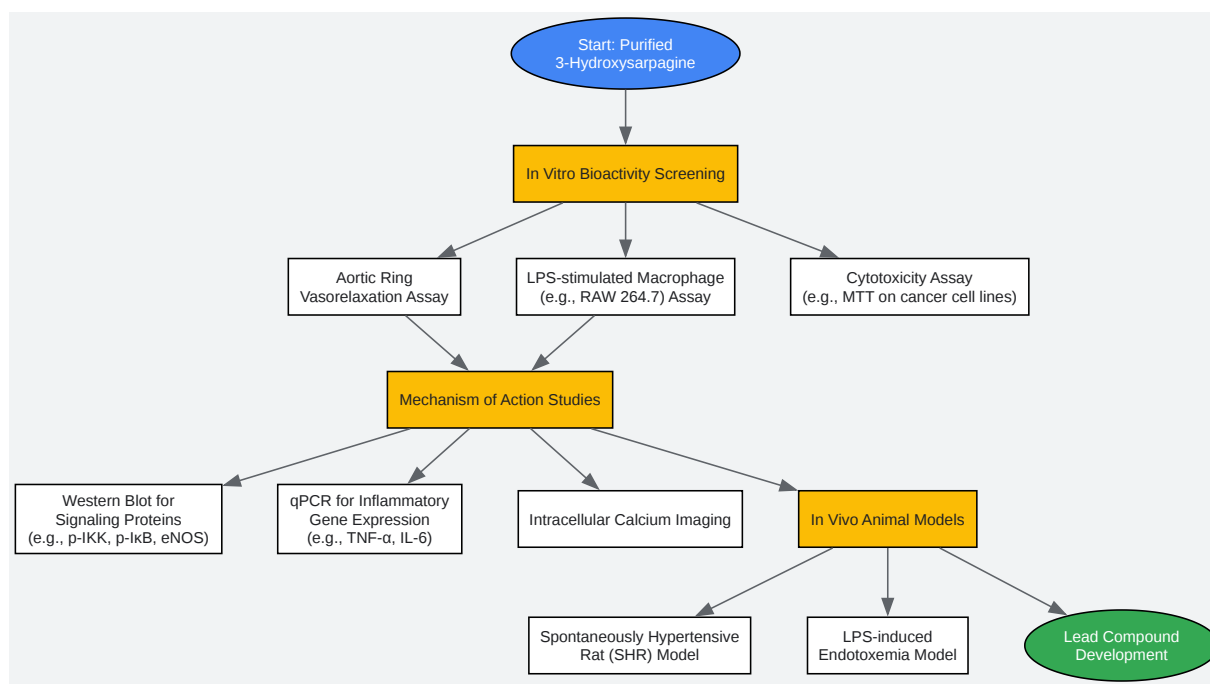 Start: Purified
3-Hydroxysarpagine
In Vitro Bioactivity Screening
Aortic Ring
Vasorelaxation Assay
LPS-stimulated Macrophage
(e.g., RAW 264.7) Assay
Cytotoxicity Assay
(e.g., MTT on cancer cell lines)
Mechanism of Action Studies
Western Blot for
Signaling Proteins
(e.g., p-IKK, p-IκB, eNOS)
qPCR for Inflammatory
Gene Expression
(e.g., TNF-α, IL-6)
Intracellular Calcium Imaging
In Vivo Animal Models
Spontaneously Hypertensive
Rat (SHR) Model
LPS-induced
Endotoxemia Model
Lead Compound
Development